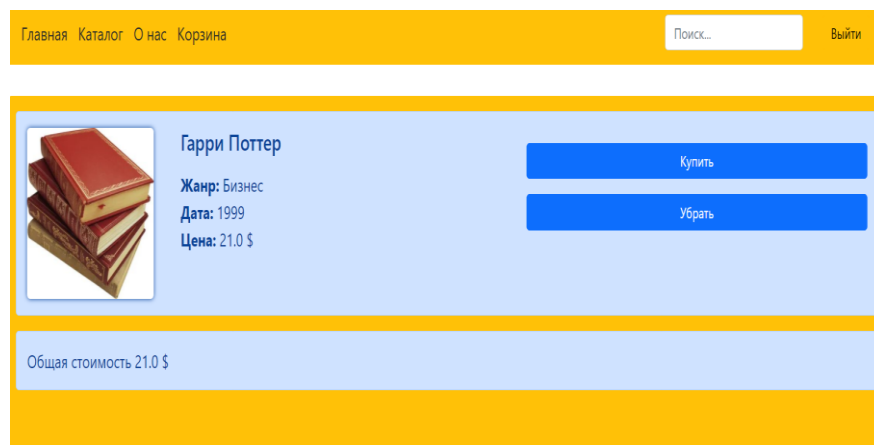 Главная Каталог О нас Корзина Поиск... Выйти
Гарри Поттер
Жанр: Бизнес
Дата: 1999
Цена: 21.0 $
Купить
Убрать
Общая стоимость 21.0 $